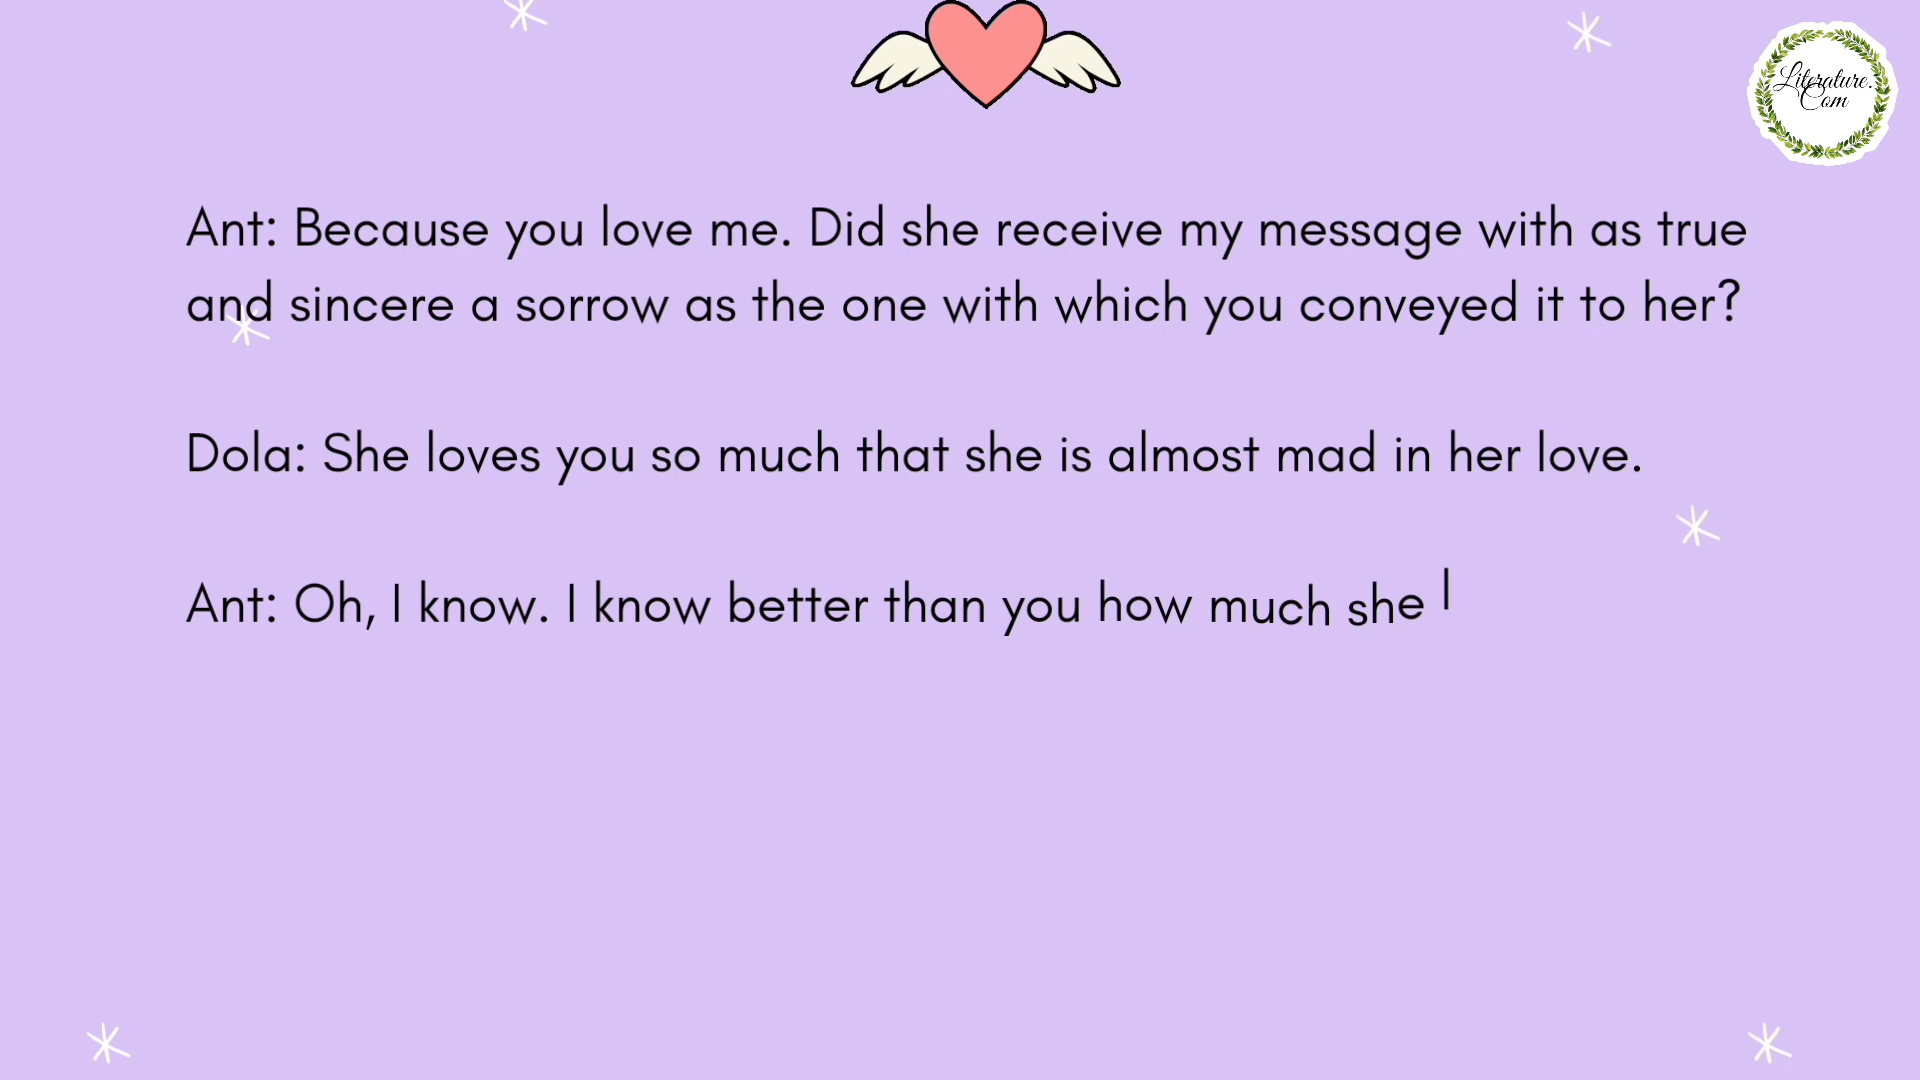 Literature.
Com
Ant: Because you love me. Did she receive my message with as true
and sincere a sorrow as the one with which you conveyed it to her?
Dola: She loves you so much that she is almost mad in her love.
Ant: Oh, I know. I know better than you how much she l